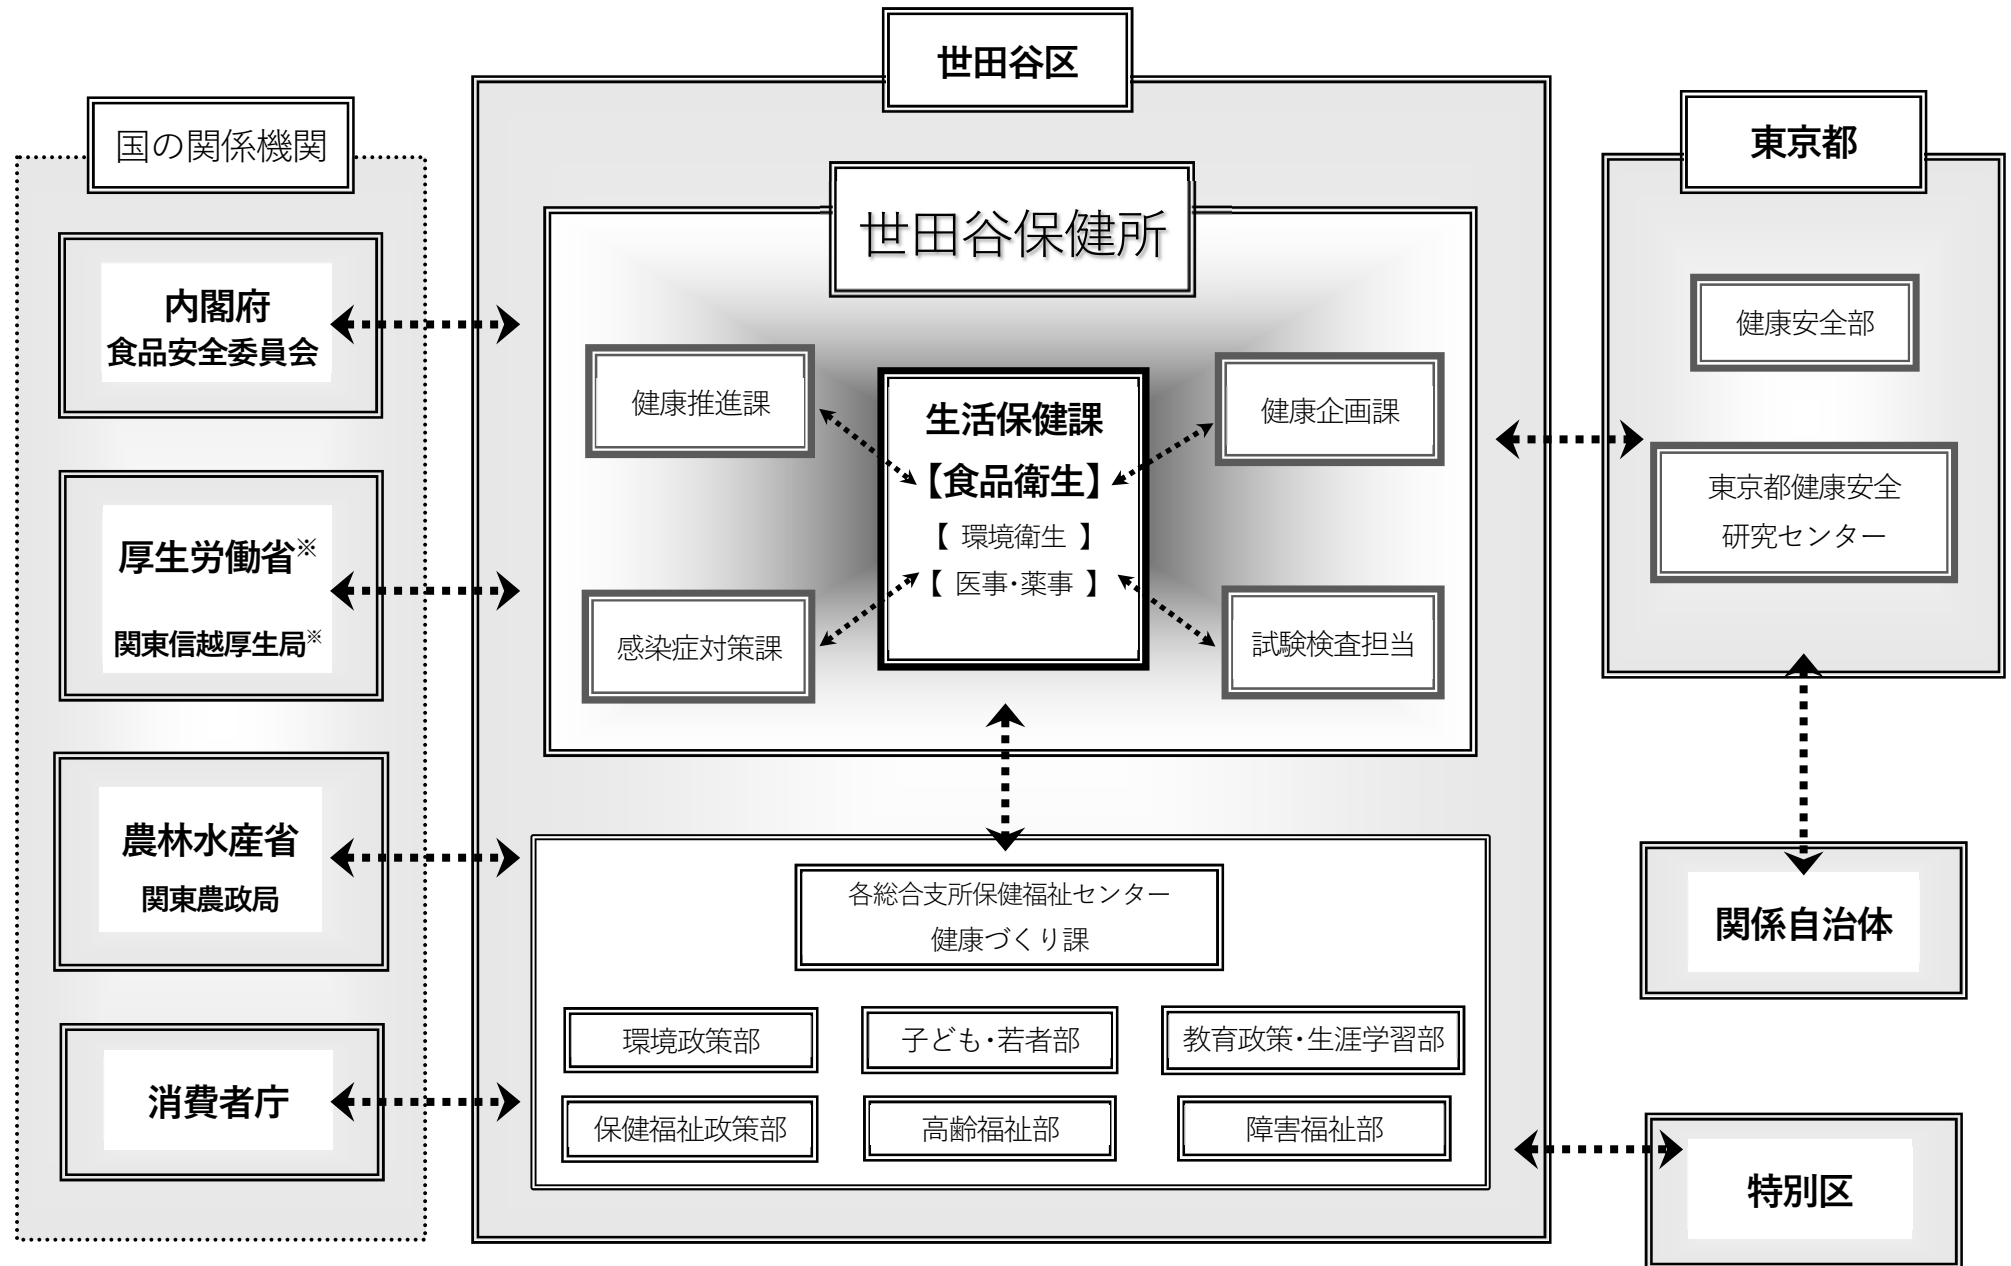 世田谷区
国の関係機関
内閣府
食品安全委員会
厚生労働省※
関東信越厚生局※
農林水産省
関東農政局
消費者庁
世田谷保健所
健康推進課
健康企画課
生活保健課
【食品衛生】
【 環境衛生 】
【 医事・薬事 】
感染症対策課
試験検査担当
各総合支所保健福祉センター
健康づくり課
環境政策部
子ども・若者部
教育政策・生涯学習部
保健福祉政策部
高齢福祉部
障害福祉部
東京都
健康安全部
東京都健康安全
研究センター
関係自治体
特別区